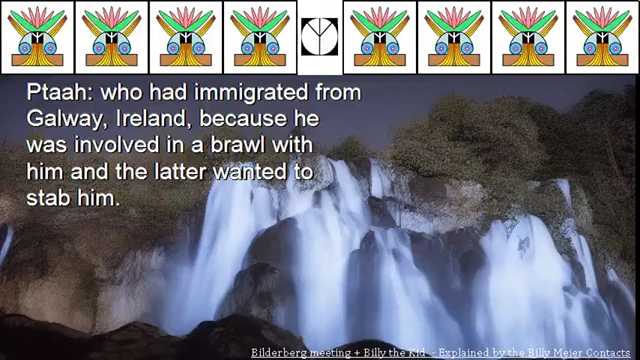 Ptaah: who had immigrated from
Galway, Ireland, because he
was involved in a brawl with
him and the latter wanted to
stab him.
Bilderberg meeting + Billy the Kid - Explained by the Billy Meier Contacts